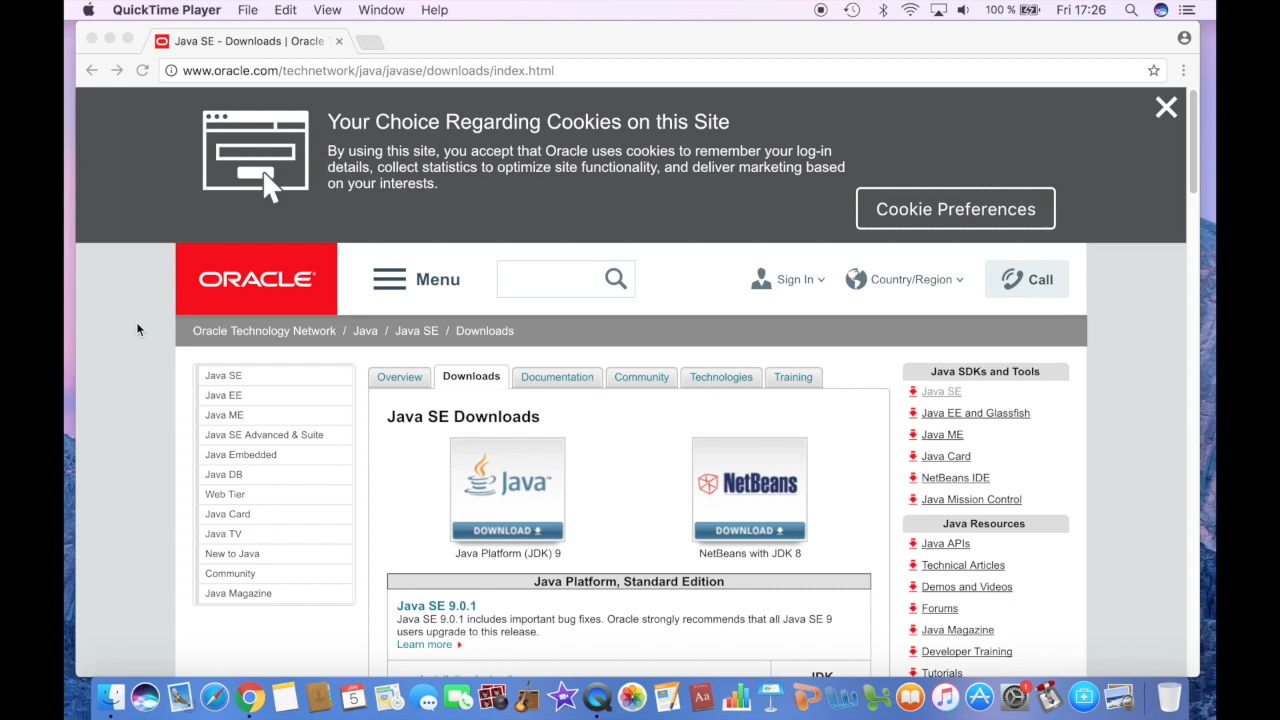 QuickTime Player File Edit View Window Help 100 % Fri 17:26
Java SE - Downloads | Oracle
www.oracle.com/technetwork/java/javase/downloads/index.html
Your Choice Regarding Cookies on this Site
By using this site, you accept that Oracle uses cookies to remember your log-in
details, collect statistics to optimize site functionality, and deliver marketing based
on your interests.
Cookie Preferences
ORACLE
Menu
Sign In
Country/Region
Call
Oracle Technology Network / Java / Java SE / Downloads
Java SE
Java EE
Java ME
Java SE Advanced & Suite
Java Embedded
Java DB
Web Tier
Java Card
Java TV
New to Java
Community
Java Magazine
Overview Downloads Documentation Community Technologies Training
Java SE Downloads
Java
DOWNLOAD
Java Platform (JDK) 9
NetBeans
DOWNLOAD
NetBeans with JDK 8
Java Platform, Standard Edition
Java SE 9.0.1
Java SE 9.0.1 includes important bug fixes. Oracle strongly recommends that all Java SE 9
users upgrade to this release.
Learn more
JDK
Java SDKs and Tools
Java SE
Java EE and Glassfish
Java ME
Java Card
NetBeans IDE
Java Mission Control
Java Resources
Java APIs
Technical Articles
Demos and Videos
Forums
Java Magazine
Developer Training
Tutorials